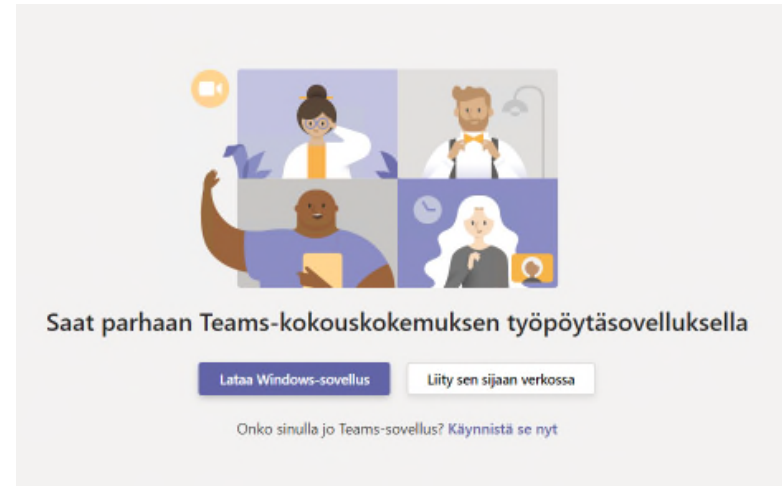 Saat parhaan Teams-kokouskokemuksen työpöytäsovelluksella
Lataa Windows-sovellus
Liity sen sijaan verkossa
Onko sinulla jo Teams-sovellus? Käynnistä se nyt